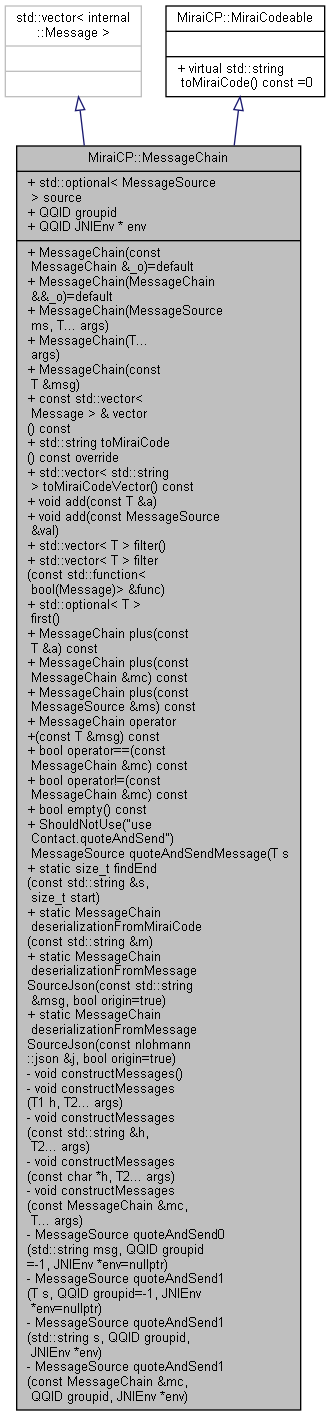 std::vector< internal
::Message >
MiraiCP::MiraiCodeable
+ virtual std::string
toMiraiCode() const =0
MiraiCP::MessageChain
+ std::optional< MessageSource
> source
+ QQID groupid
+ QQID JNIEnv * env
+ MessageChain(const
MessageChain &_o)=default
+ MessageChain(MessageChain
&&_o)=default
+ MessageChain(MessageSource
ms, T... args)
+ MessageChain(T...
args)
+ MessageChain(const
T &msg)
+ const std::vector<
Message > & vector
() const
+ std::string toMiraiCode
() const override
+ std::vector< std::string
> toMiraiCodeVector() const
+ void add(const T &a)
+ void add(const MessageSource
&val)
+ std::vector< T > filter()
+ std::vector< T > filter
(const std::function<
bool(Message)> &func)
+ std::optional< T >
first()
+ MessageChain plus(const
T &a) const
+ MessageChain plus(const
MessageChain &mc) const
+ MessageChain plus(const
MessageSource &ms) const
+ MessageChain operator
+(const T &msg) const
+ bool operator==(const
MessageChain &mc) const
+ bool operator!=(const
MessageChain &mc) const
+ bool empty() const
+ ShouldNotUse("use
Contact.quoteAndSend")
MessageSource quoteAndSendMessage(T s
+ static size_t findEnd
(const std::string &s,
size_t start)
+ static MessageChain
deserializationFromMiraiCode
(const std::string &m)
+ static MessageChain
deserializationFromMessage
SourceJson(const std::string
&msg, bool origin=true)
+ static MessageChain
deserializationFromMessage
SourceJson(const nlohmann
::json &j, bool origin=true)
- void constructMessages()
- void constructMessages
(T1 h, T2... args)
- void constructMessages
(const std::string &h,
T2... args)
- void constructMessages
(const char *h, T2... args)
- void constructMessages
(const MessageChain &mc,
T... args)
- MessageSource quoteAndSend0
(std::string msg, QQID groupid
=-1, JNIEnv *env=nullptr)
- MessageSource quoteAndSend1
(T s, QQID groupid=-1, JNIEnv
*env=nullptr)
- MessageSource quoteAndSend1
(std::string s, QQID groupid,
JNIEnv *env)
- MessageSource quoteAndSend1
(const MessageChain &mc,
QQID groupid, JNIEnv *env)